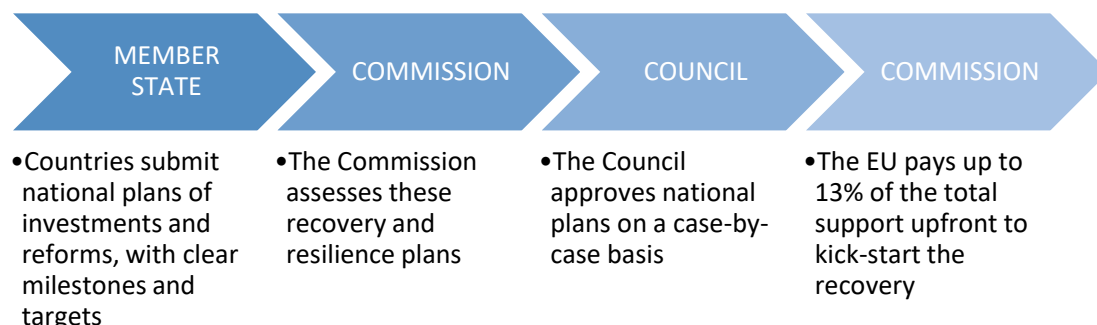 MEMBER
STATE
COMMISSION
COUNCIL
COMMISSION
•Countries submit
national plans of
investments and
reforms, with clear
milestones and
targets
•The Commission
assesses these
recovery and
resilience plans
•The Council
approves national
plans on a case-by-
case basis
•The EU pays up to
13% of the total
support upfront to
kick-start the
recovery